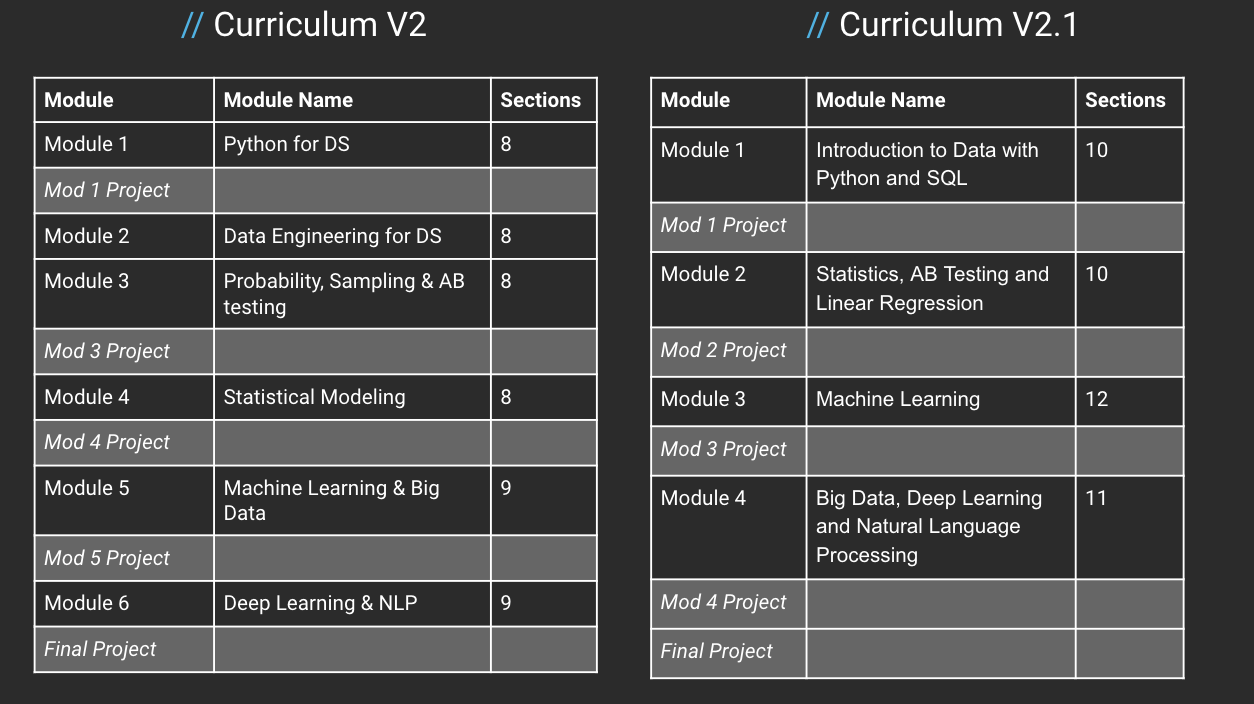 // Curriculum V2
Module Module Name Sections
Module 1 Python for DS 8
Mod 1 Project
Module 2 Data Engineering for DS 8
Module 3 Probability, Sampling & AB 8
testing
Mod 3 Project
Module 4 Statistical Modeling 8
Mod 4 Project
Module 5 Machine Learning & Big 9
Data
Mod 5 Project
Module 6 Deep Learning & NLP 9
Final Project
// Curriculum V2.1
Module Module Name Sections
Module 1 Introduction to Data with 10
Python and SQL
Mod 1 Project
Module 2 Statistics, AB Testing and 10
Linear Regression
Mod 2 Project
Module 3 Machine Learning 12
Mod 3 Project
Module 4 Big Data, Deep Learning 11
and Natural Language
Processing
Mod 4 Project
Final Project